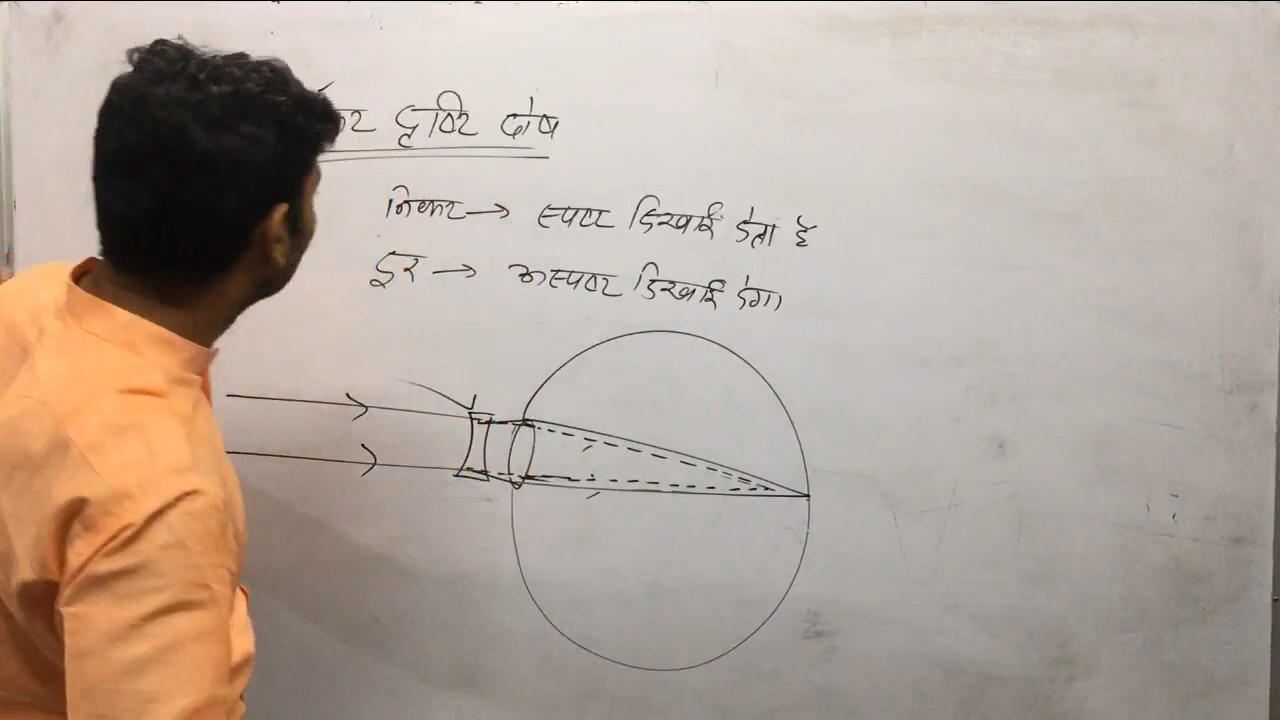 दृष्टि दोष
निकट → स्पष्ट दिखाई देता है
दूर → अस्पष्ट दिखाई देगा